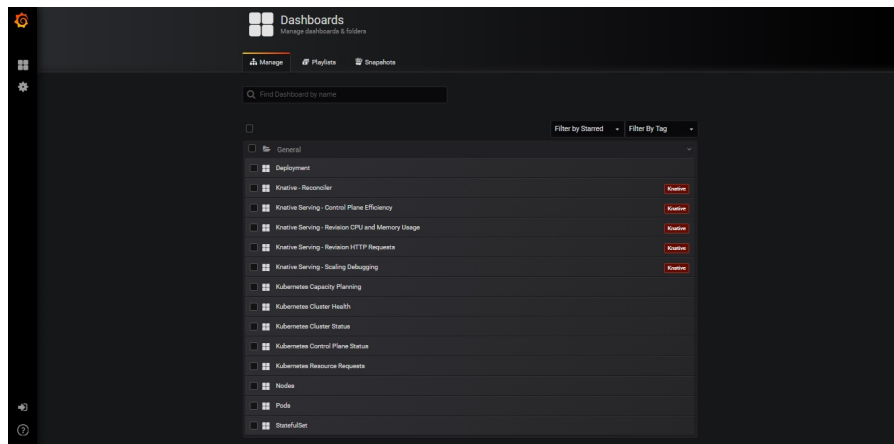 Dashboards
Manage dashboards & folders
Manage Playlists Snapshots
Find Dashboard by name
Filter by Starred Filter By Tag
General
Deployment
Knative - Reconciler Knative
Knative Serving - Control Plane Efficiency Knative
Knative Serving - Revision CPU and Memory Usage Knative
Knative Serving - Revision HTTP Requests Knative
Knative Serving - Scaling Debugging Knative
Kubernetes Capacity Planning
Kubernetes Cluster Health
Kubernetes Cluster Status
Kubernetes Control Plane Status
Kubernetes Resource Requests
Nodes
Pods
StatefulSet